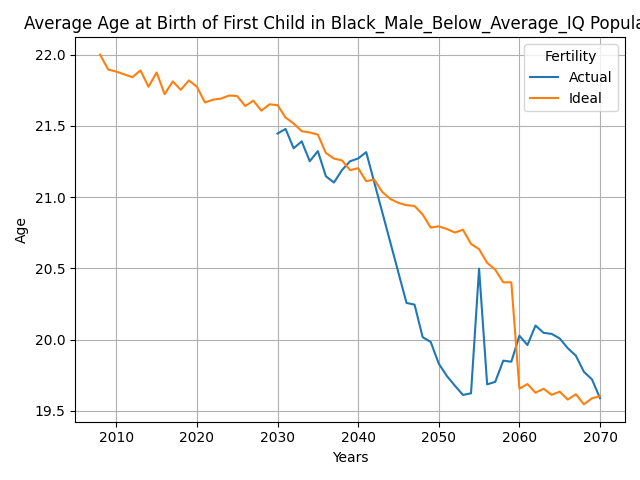 Average Age at Birth of First Child in Black_Male_Below_Average_IQ Popula
Fertility
Actual
Ideal
22.0
21.5
21.0
20.5
20.0
19.5
Age
2010
2020
2030
2040
2050
2060
2070
Years